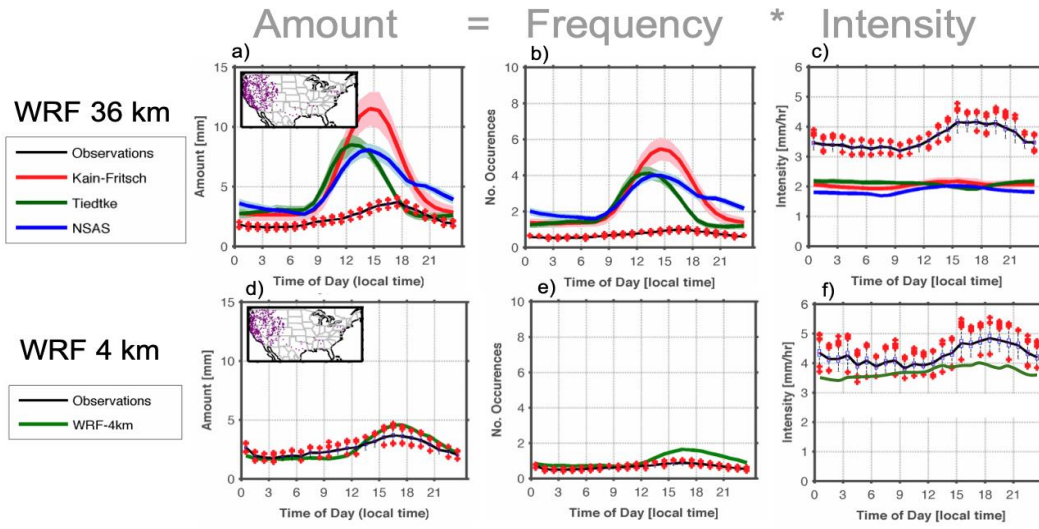 Amount = Frequency * Intensity
WRF 36 km
Observations
Kain-Fritsch
Tiedtke
NSAS
a)
15
10
5
0
Amount [mm]
0 3 6 9 12 15 18 21
Time of Day (local time)
b)
10
8
6
4
2
0
No. Occurences
0 3 6 9 12 15 18 21
Time of Day [local time]
c)
6
5
4
3
2
1
0
Intensity [mm/hr]
0 3 6 9 12 15 18 21
Time of Day [local time]
WRF 4 km
Observations
WRF-4km
d)
15
10
5
0
Amount [mm]
0 3 6 9 12 15 18 21
Time of Day (local time)
e)
10
8
6
4
2
0
No. Occurences
0 3 6 9 12 15 18 21
Time of Day [local time]
f)
6
5
4
3
2
1
0
Intensity [mm/hr]
0 3 6 9 12 15 18 21
Time of Day [local time]